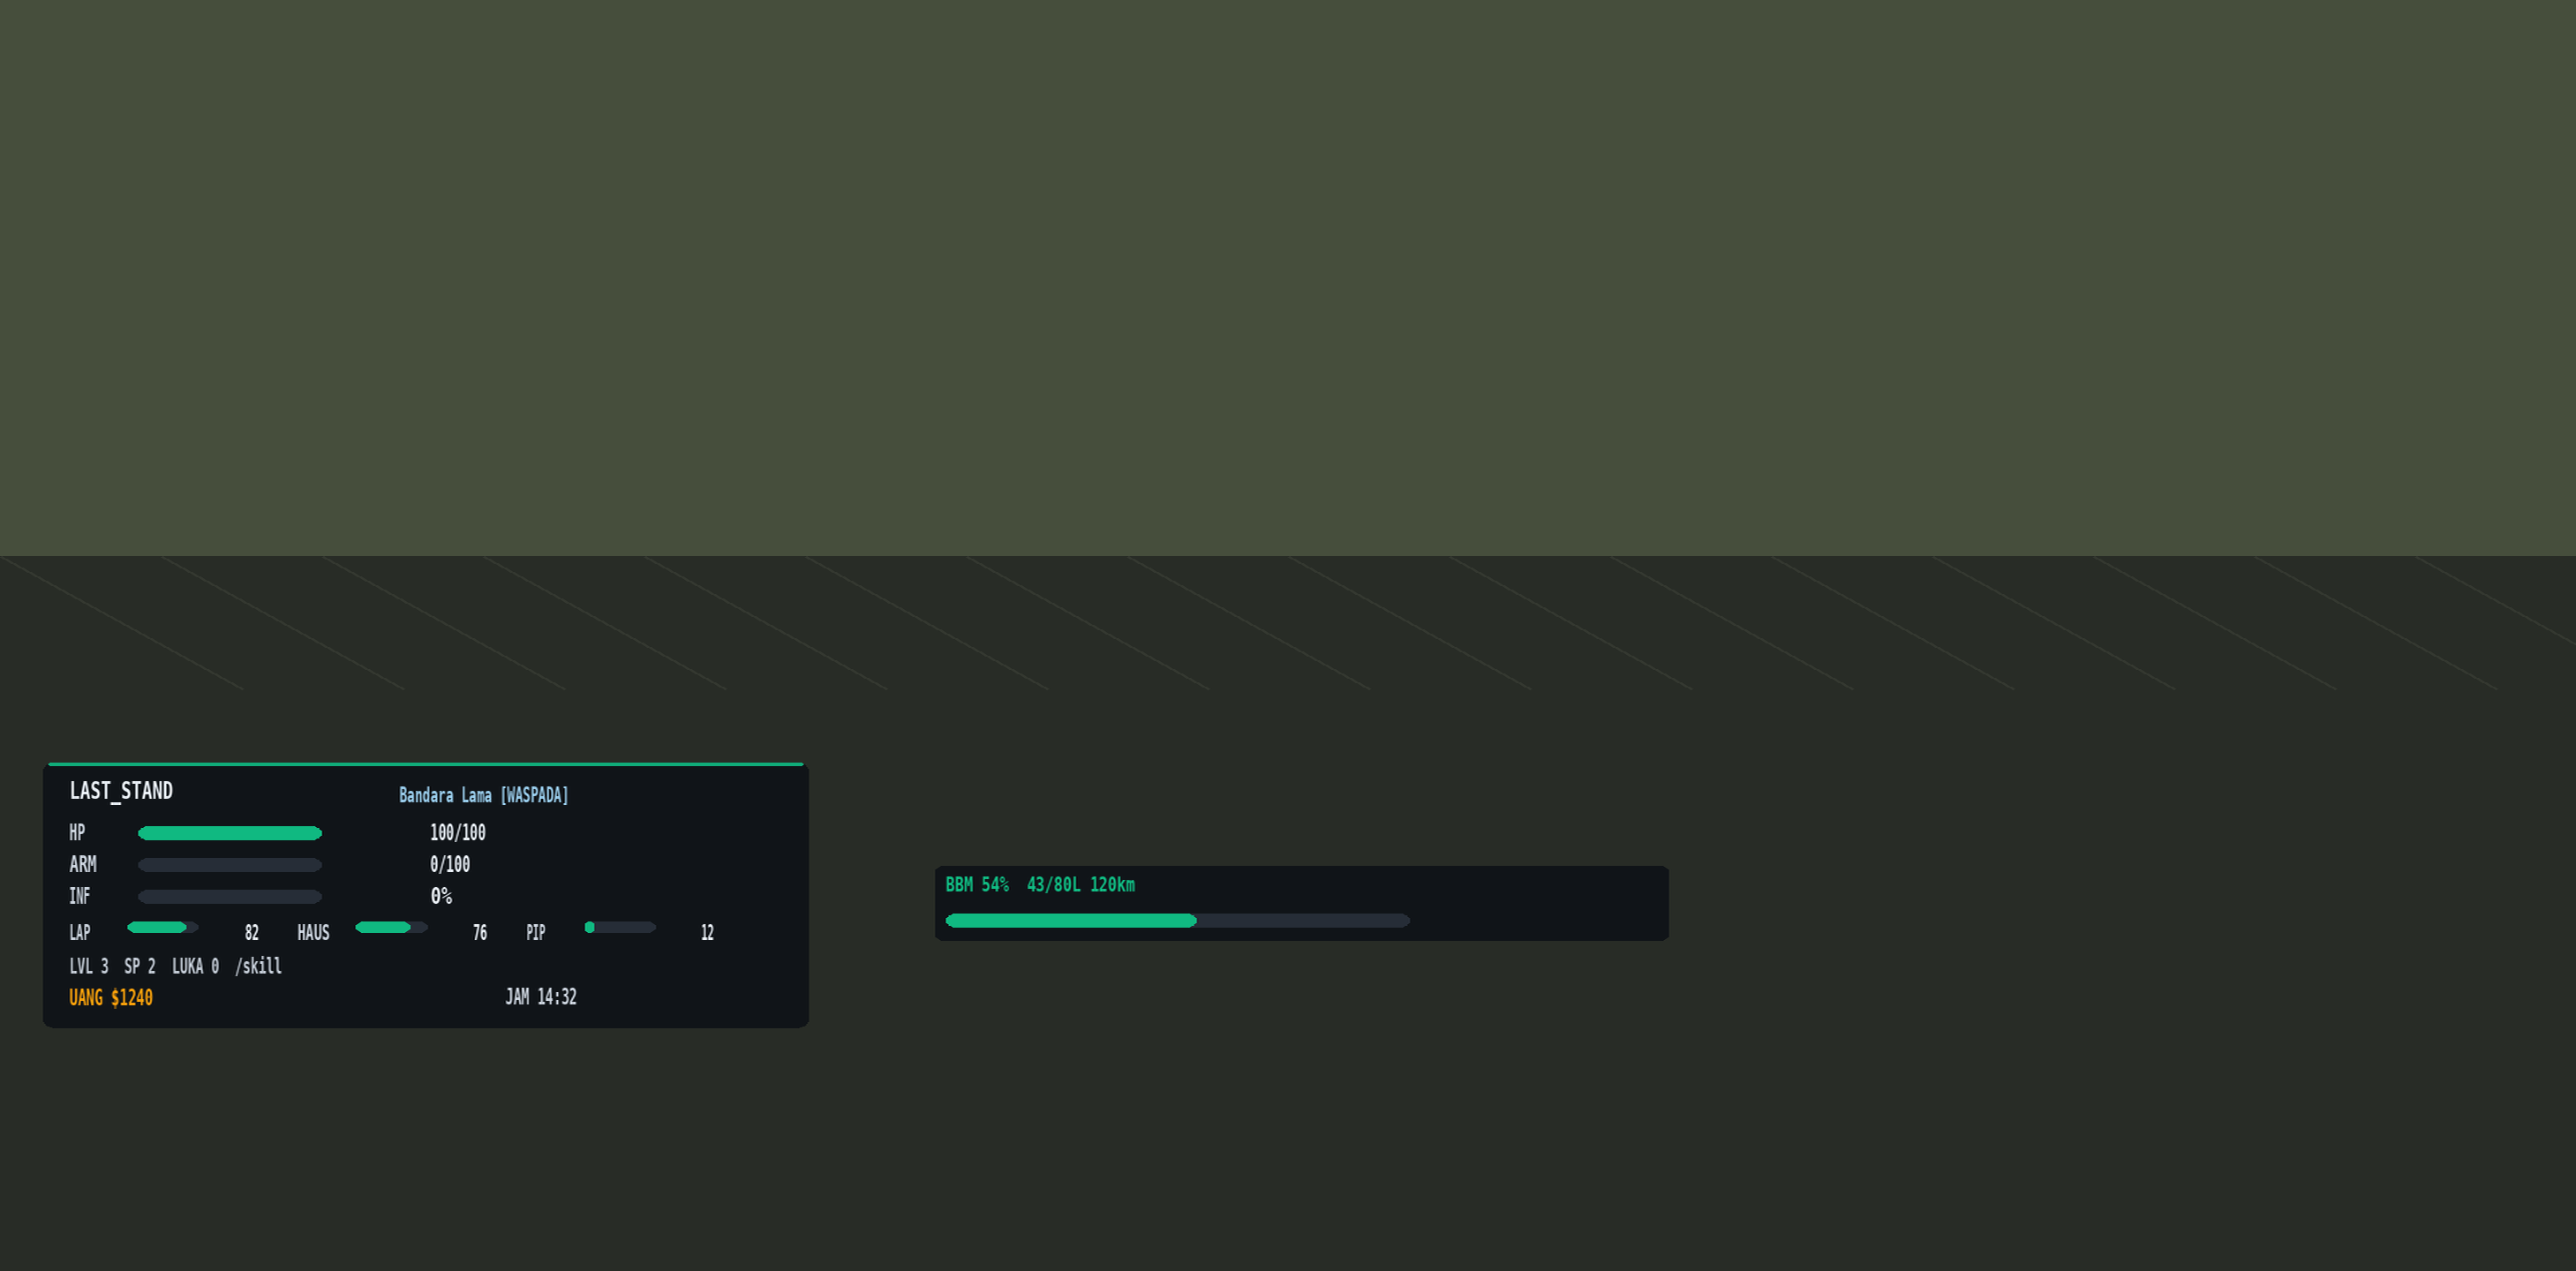 LAST_STAND Bandara Lama [WASPADA]
HP 100/100
ARM 0/100
INF 0%
LAP 82 HAUS 76 PIP 12
LVL 3 SP 2 LUKA 0 /skill
UANG $1240 JAM 14:32
BBM 54% 43/80L 120km